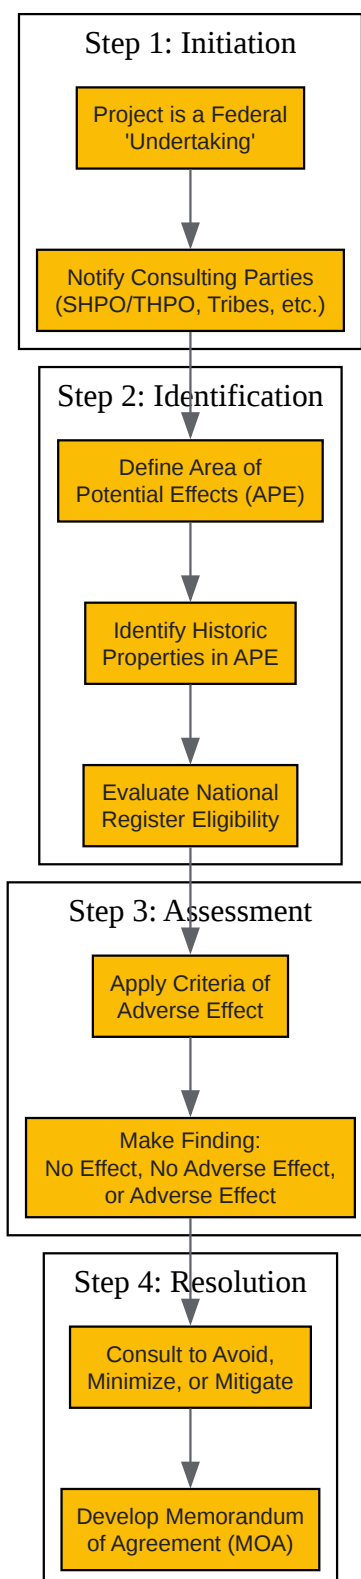 Step 1: Initiation
Project is a Federal
'Undertaking'
Notify Consulting Parties
(SHPO/THPO, Tribes, etc.)
Step 2: Identification
Define Area of
Potential Effects (APE)
Identify Historic
Properties in APE
Evaluate National
Register Eligibility
Step 3: Assessment
Apply Criteria of
Adverse Effect
Make Finding:
No Effect, No Adverse Effect,
or Adverse Effect
Step 4: Resolution
Consult to Avoid,
Minimize, or Mitigate
Develop Memorandum
of Agreement (MOA)